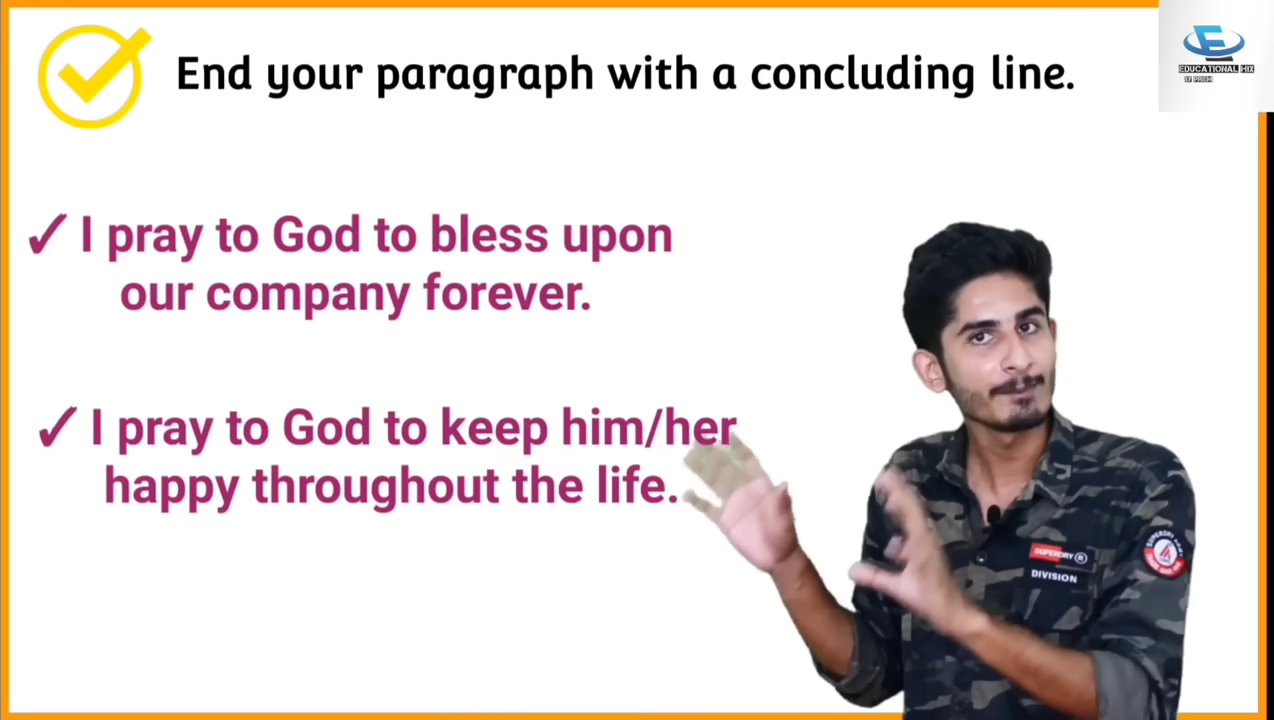 End your paragraph with a concluding line.
EDUCATIONAL MIX
✓ I pray to God to bless upon
our company forever.
✓ I pray to God to keep him/her
happy throughout the life.
SUPERDRY ®
DIVISION